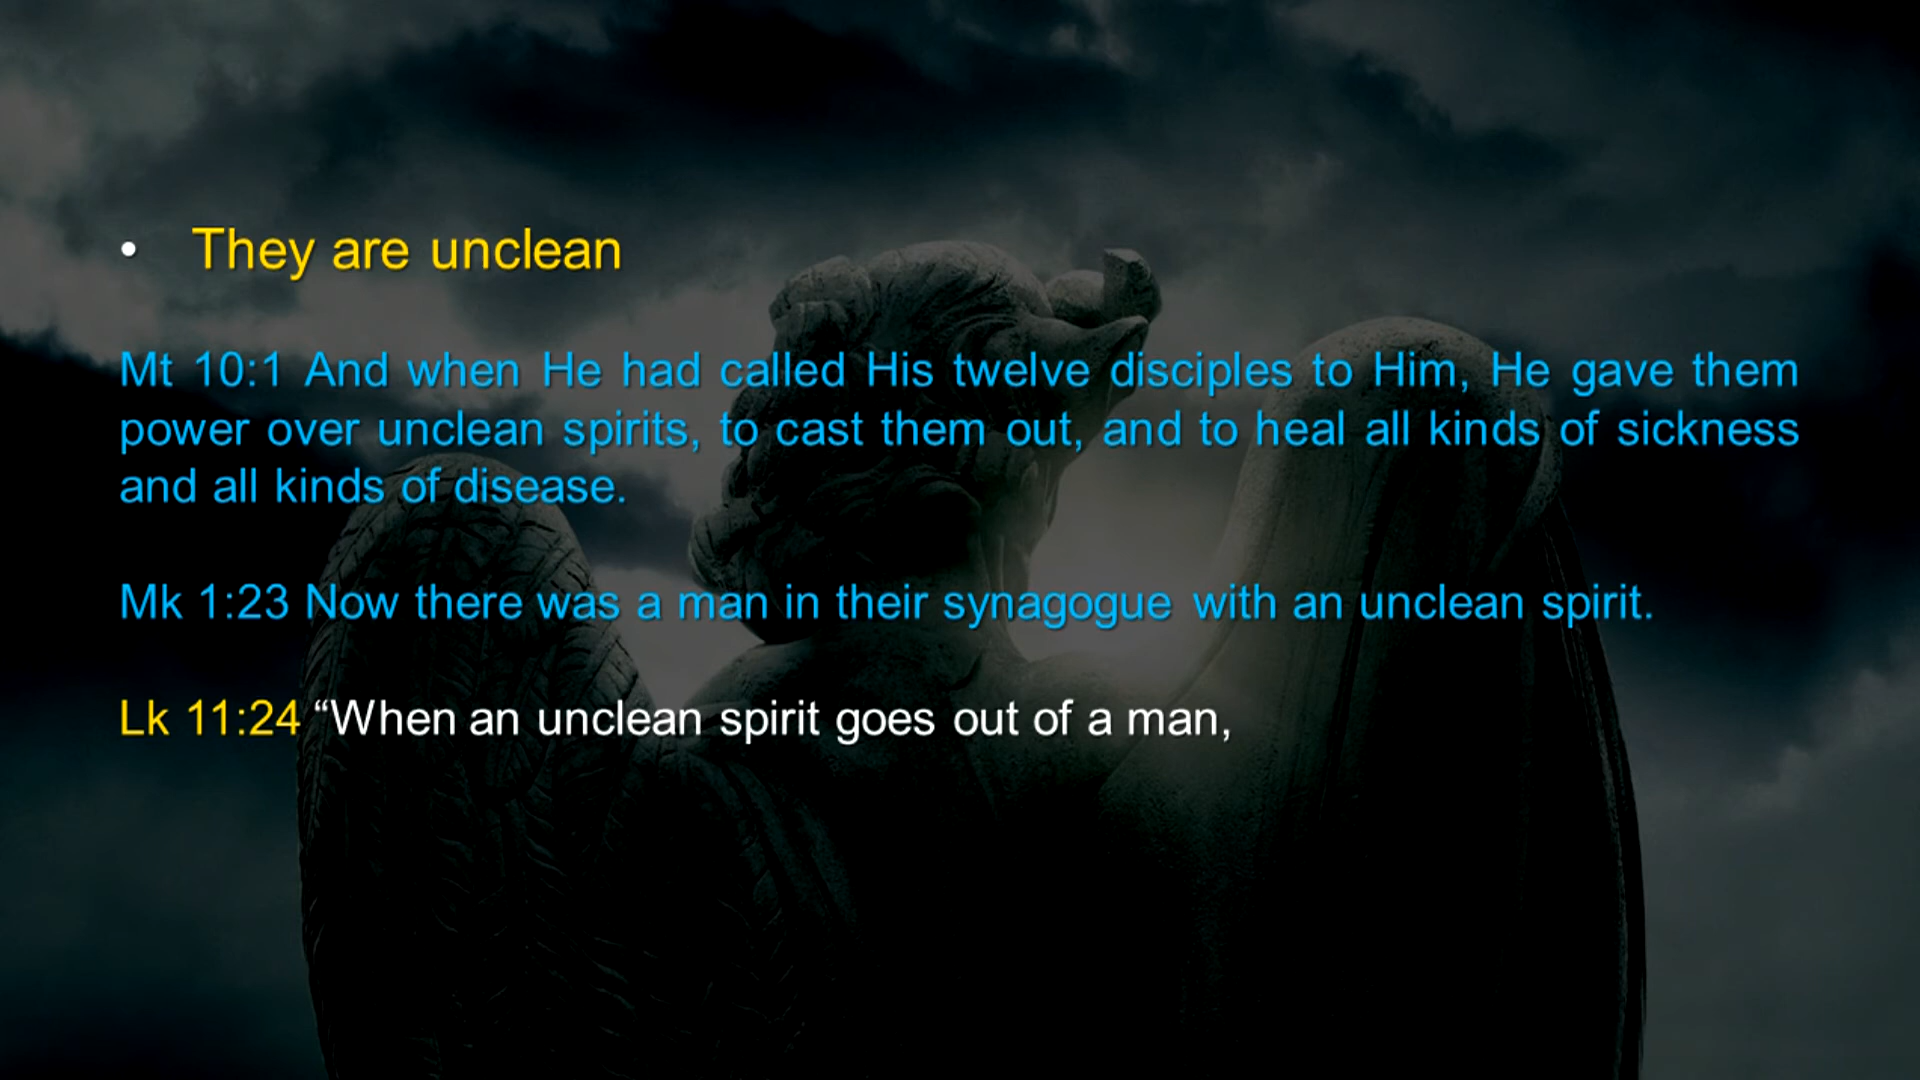 • They are unclean
Mt 10:1 And when He had called His twelve disciples to Him, He gave them
power over unclean spirits, to cast them out, and to heal all kinds of sickness
and all kinds of disease.
Mk 1:23 Now there was a man in their synagogue with an unclean spirit.
Lk 11:24 “When an unclean spirit goes out of a man,